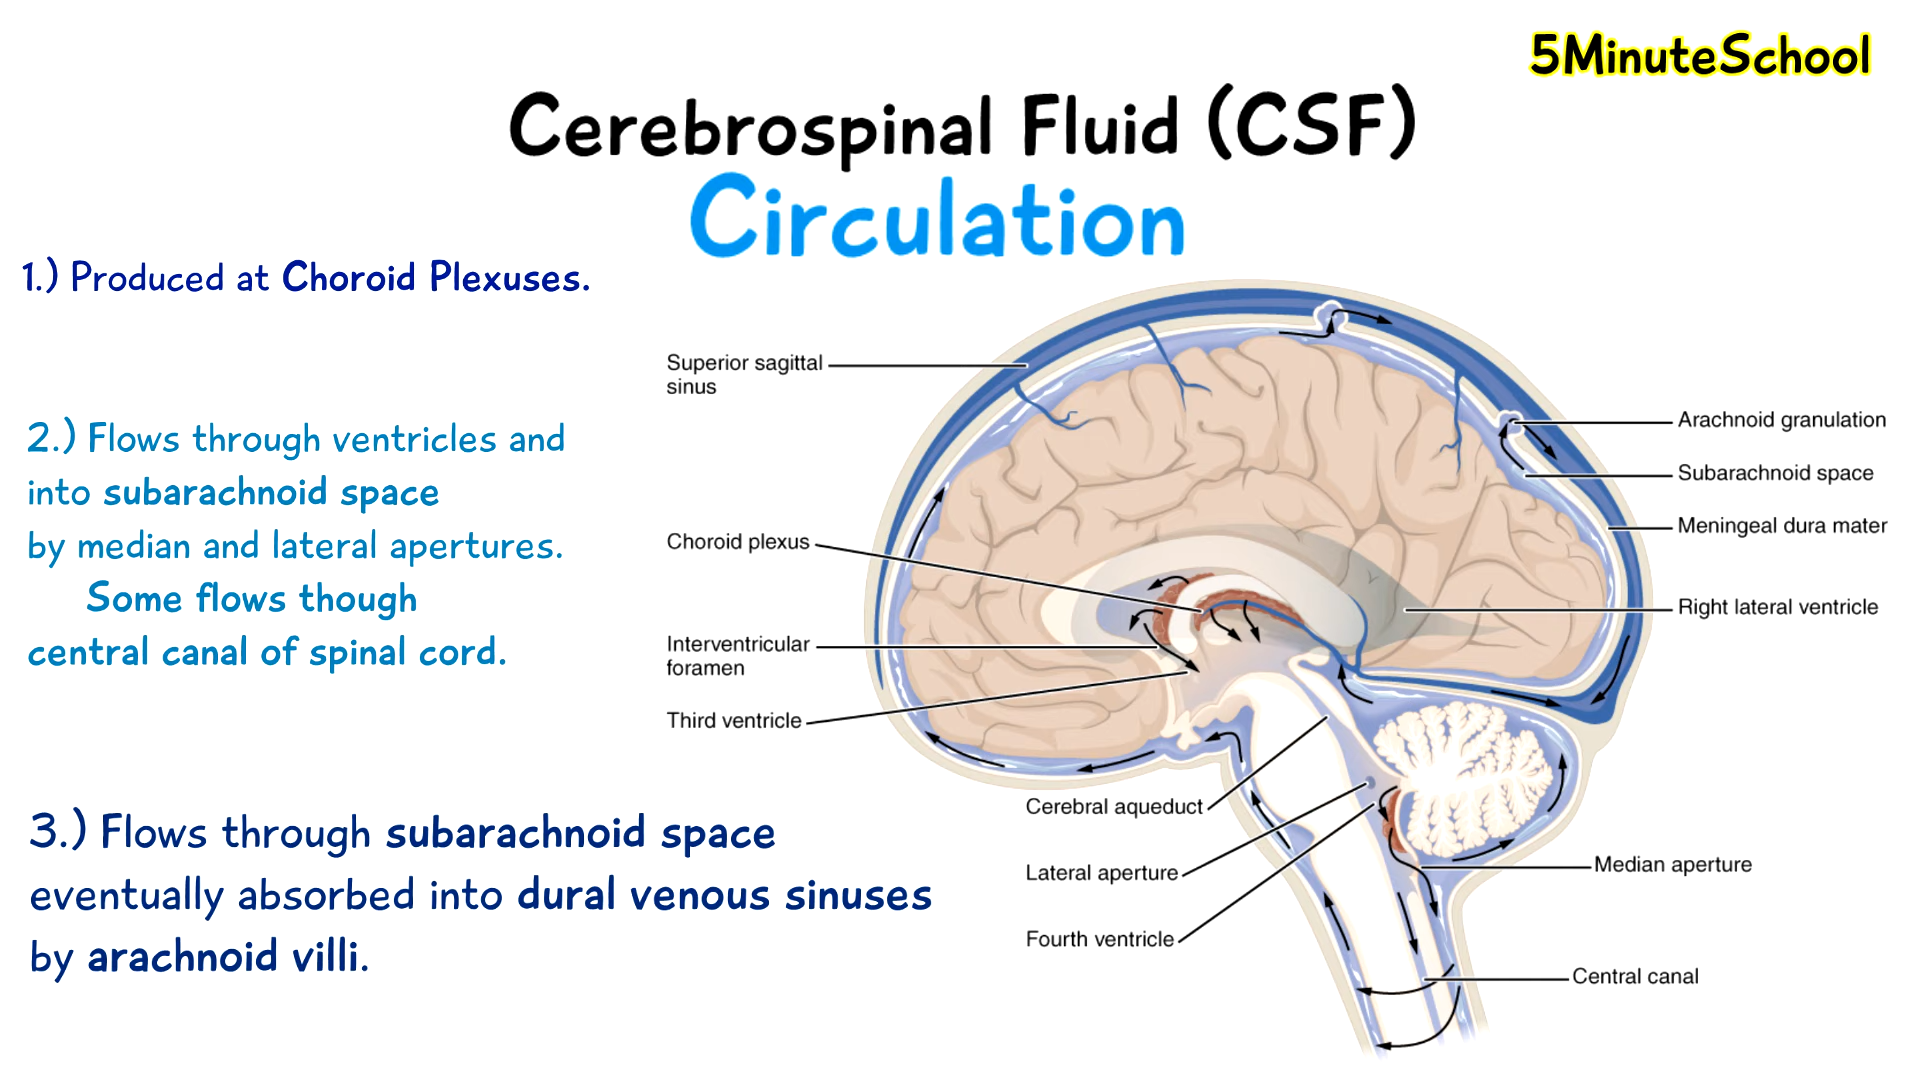 5MinuteSchool
Cerebrospinal Fluid (CSF)
Circulation
1.) Produced at Choroid Plexuses.
2.) Flows through ventricles and
into subarachnoid space
by median and lateral apertures.
Some flows though
central canal of spinal cord.
3.) Flows through subarachnoid space
eventually absorbed into dural venous sinuses
by arachnoid villi.
Superior sagittal
sinus
Choroid plexus
Interventricular
foramen
Third ventricle
Cerebral aqueduct
Lateral aperture
Fourth ventricle
Arachnoid granulation
Subarachnoid space
Meningeal dura mater
Right lateral ventricle
Median aperture
Central canal